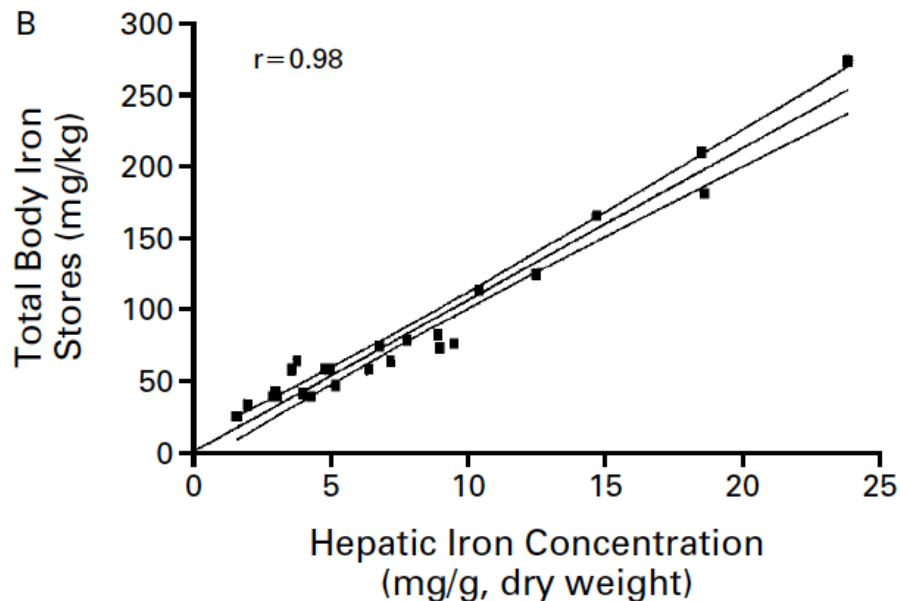 B
r=0.98
Total Body Iron
Stores (mg/kg)
300
250
200
150
100
50
0
0 5 10 15 20 25
Hepatic Iron Concentration
(mg/g, dry weight)